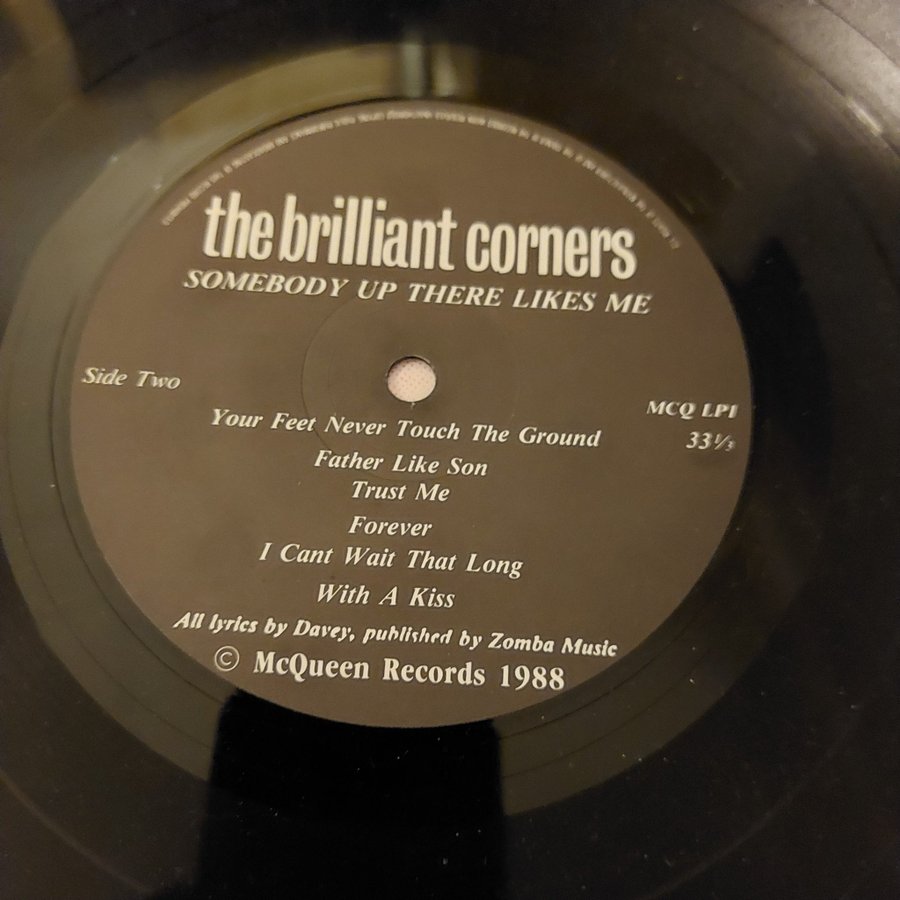 the brilliant corners
SOMEBODY UP THERE LIKES ME
Side Two
MCQ LP1
33⅓
Your Feet Never Touch The Ground
Father Like Son
Trust Me
Forever
I Cant Wait That Long
With A Kiss
All lyrics by Davey, published by Zomba Music
© McQueen Records 1988